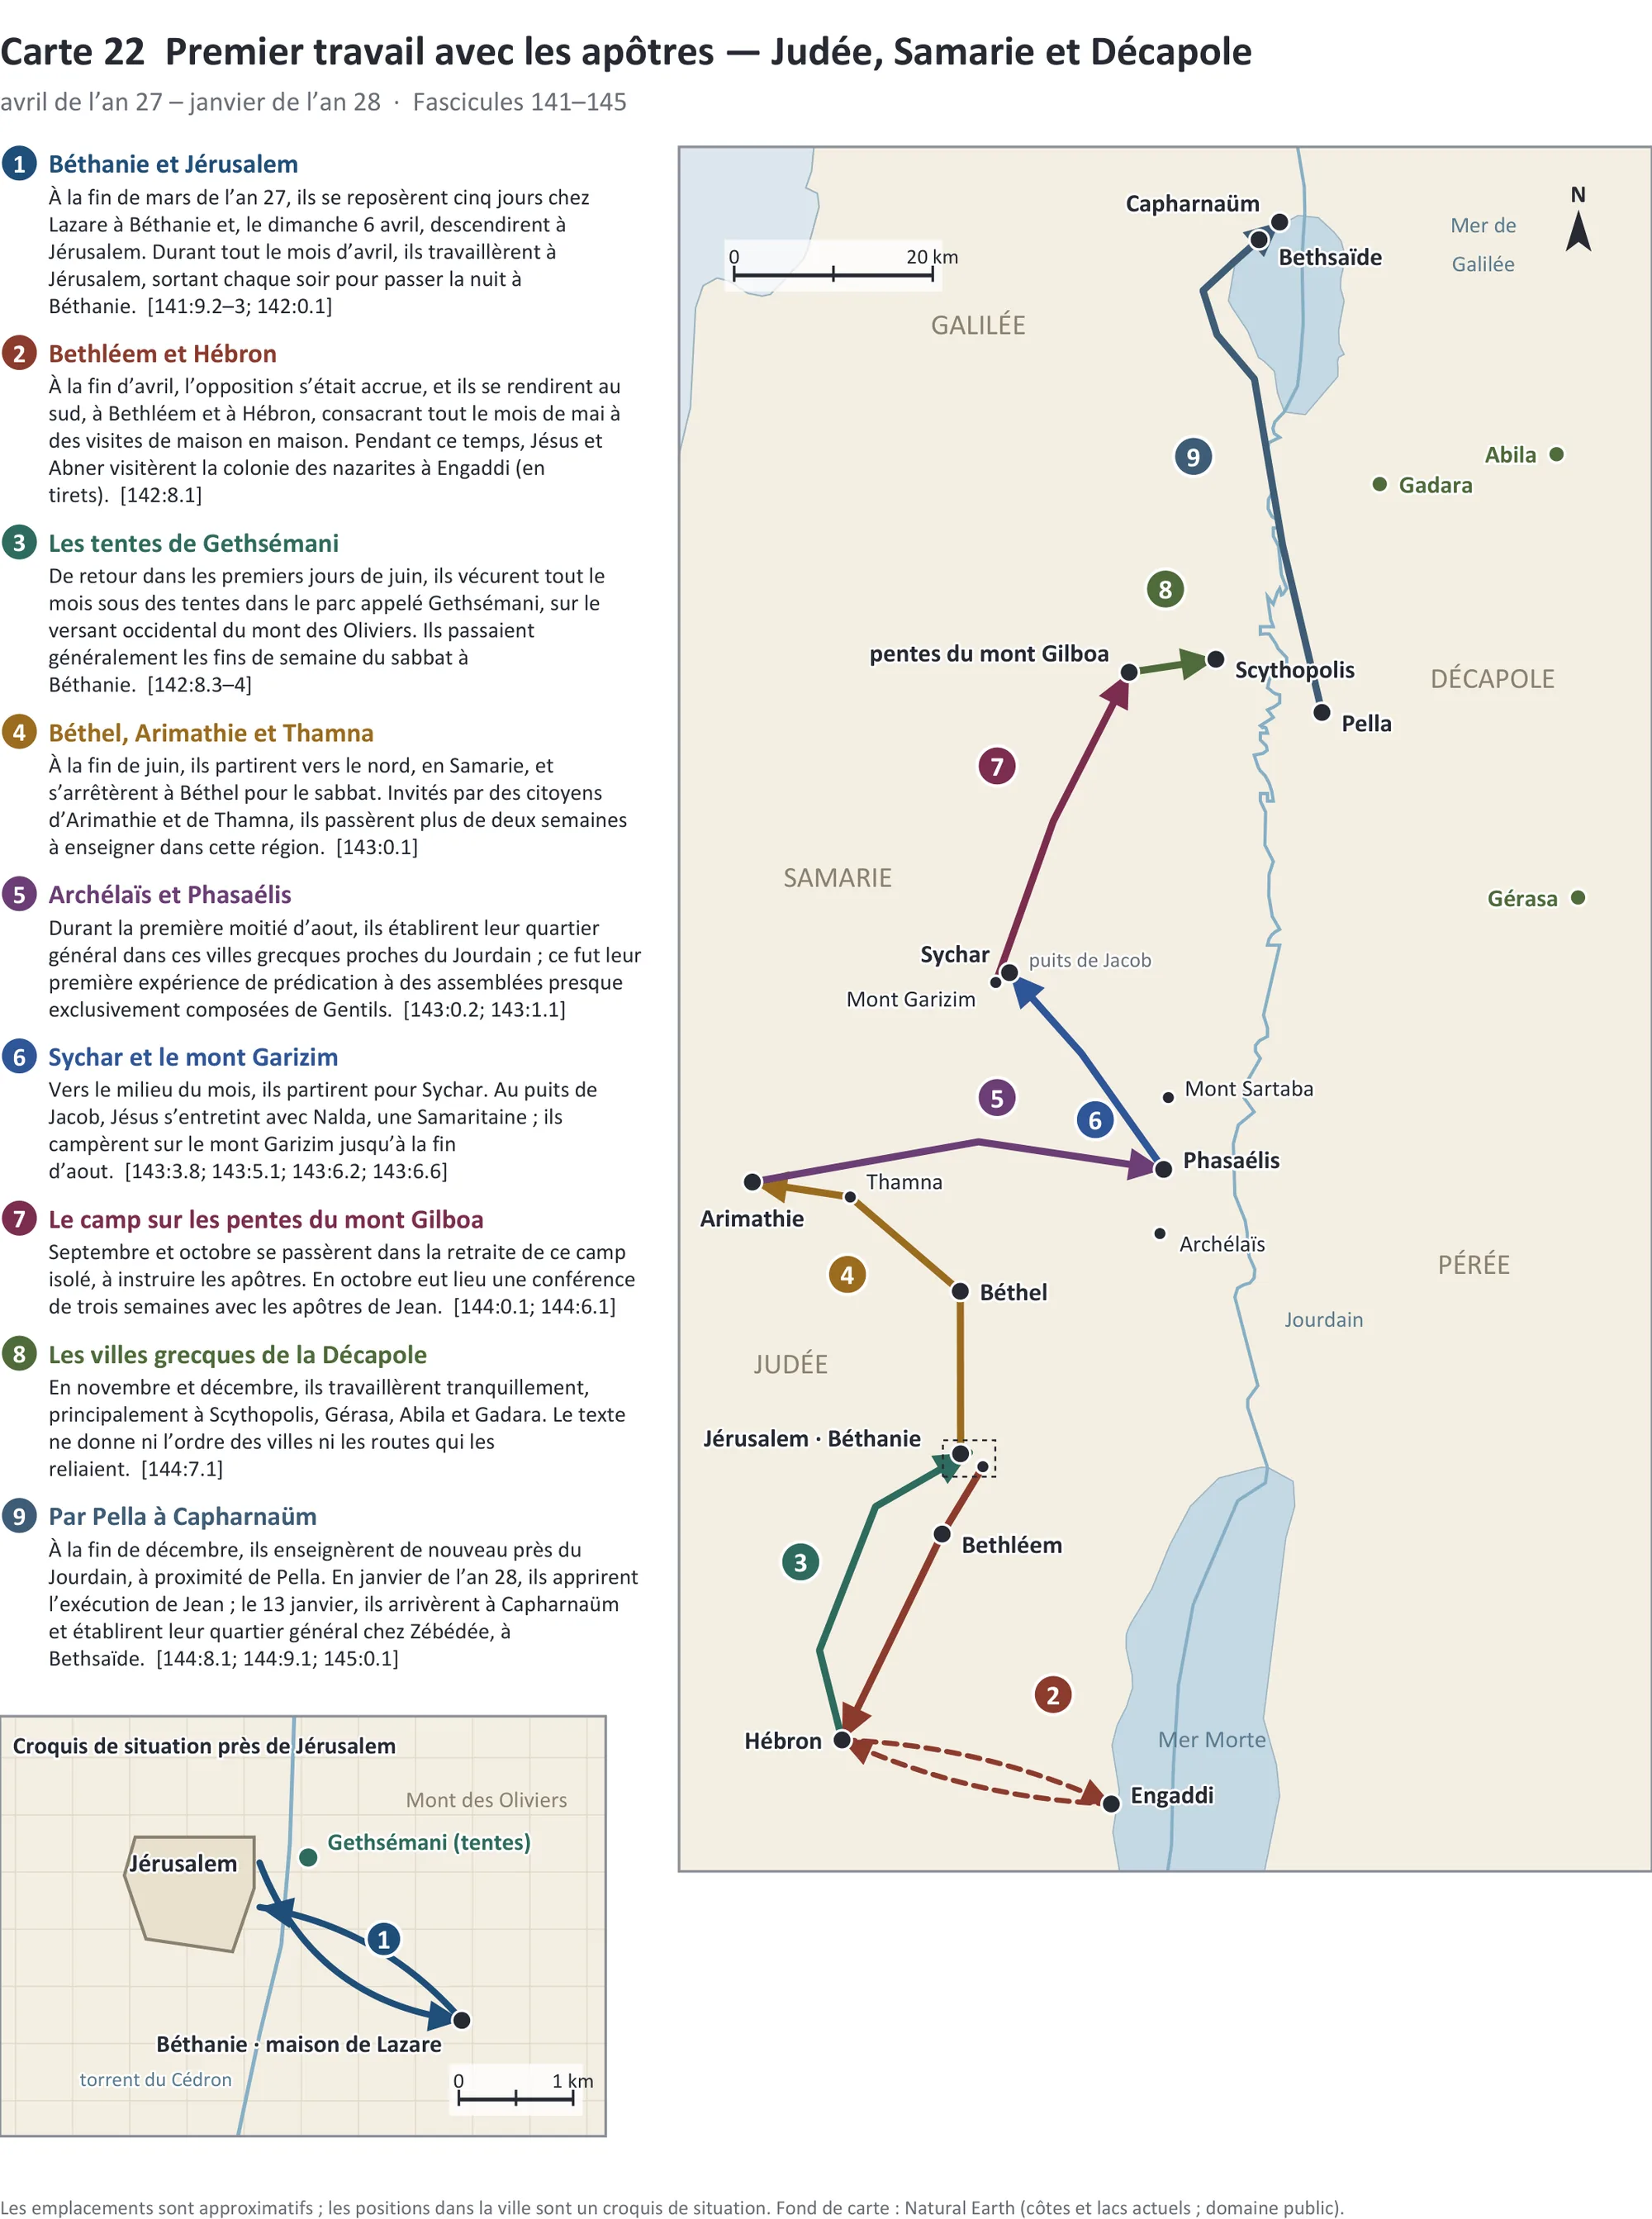 Carte 22  Premier travail avec les apôtres — Judée, Samarie et Décapole
avril de l’an 27 – janvier de l’an 28 · Fascicules 141–145
1 Béthanie et Jérusalem
À la fin de mars de l’an 27, ils se reposèrent cinq jours chez
Lazare à Béthanie et, le dimanche 6 avril, descendirent à
Jérusalem. Durant tout le mois d’avril, ils travaillèrent à
Jérusalem, sortant chaque soir pour passer la nuit à
Béthanie. [141:9.2–3; 142:0.1]
2 Bethléem et Hébron
À la fin d’avril, l’opposition s’était accrue, et ils se rendirent au
sud, à Bethléem et à Hébron, consacrant tout le mois de mai à
des visites de maison en maison. Pendant ce temps, Jésus et
Abner visitèrent la colonie des nazarites à Engaddi (en
tirets). [142:8.1]
3 Les tentes de Gethsémani
De retour dans les premiers jours de juin, ils vécurent tout le
mois sous des tentes dans le parc appelé Gethsémani, sur le
versant occidental du mont des Oliviers. Ils passaient
généralement les fins de semaine du sabbat à
Béthanie. [142:8.3–4]
4 Béthel, Arimathie et Thamna
À la fin de juin, ils partirent vers le nord, en Samarie, et
s’arrêtèrent à Béthel pour le sabbat. Invités par des citoyens
d’Arimathie et de Thamna, ils passèrent plus de deux semaines
à enseigner dans cette région. [143:0.1]
5 Archélaïs et Phasaélis
Durant la première moitié d’aout, ils établirent leur quartier
général dans ces villes grecques proches du Jourdain ; ce fut leur
première expérience de prédication à des assemblées presque
exclusivement composées de Gentils. [143:0.2; 143:1.1]
6 Sychar et le mont Garizim
Vers le milieu du mois, ils partirent pour Sychar. Au puits de
Jacob, Jésus s’entretint avec Nalda, une Samaritaine ; ils
campèrent sur le mont Garizim jusqu’à la fin
d’aout. [143:3.8; 143:5.1; 143:6.2; 143:6.6]
7 Le camp sur les pentes du mont Gilboa
Septembre et octobre se passèrent dans la retraite de ce camp
isolé, à instruire les apôtres. En octobre eut lieu une conférence
de trois semaines avec les apôtres de Jean. [144:0.1; 144:6.1]
8 Les villes grecques de la Décapole
En novembre et décembre, ils travaillèrent tranquillement,
principalement à Scythopolis, Gérasa, Abila et Gadara. Le texte
ne donne ni l’ordre des villes ni les routes qui les
reliaient. [144:7.1]
9 Par Pella à Capharnaüm
À la fin de décembre, ils enseignèrent de nouveau près du
Jourdain, à proximité de Pella. En janvier de l’an 28, ils apprirent
l’exécution de Jean ; le 13 janvier, ils arrivèrent à Capharnaüm
et établirent leur quartier général chez Zébédée, à
Bethsaïde. [144:8.1; 144:9.1; 145:0.1]
N
Capharnaüm
Mer de
Galilée
Bethsaïde
0 20 km
GALILÉE
9
Abila
Gadara
8
pentes du mont Gilboa
Scythopolis
DÉCAPOLE
Pella
7
SAMARIE
Gérasa
Sychar
puits de Jacob
Mont Garizim
Mont Sartaba
5
6
Phasaélis
Thamna
Arimathie
Archélaïs
4
PÉRÉE
Béthel
Jourdain
JUDÉE
Jérusalem · Béthanie
Bethléem
3
2
Hébron
Mer Morte
Engaddi
Croquis de situation près de Jérusalem
Mont des Oliviers
Gethsémani (tentes)
Jérusalem
1
Béthanie · maison de Lazare
torrent du Cédron
0 1 km
Les emplacements sont approximatifs ; les positions dans la ville sont un croquis de situation. Fond de carte : Natural Earth (côtes et lacs actuels ; domaine public).